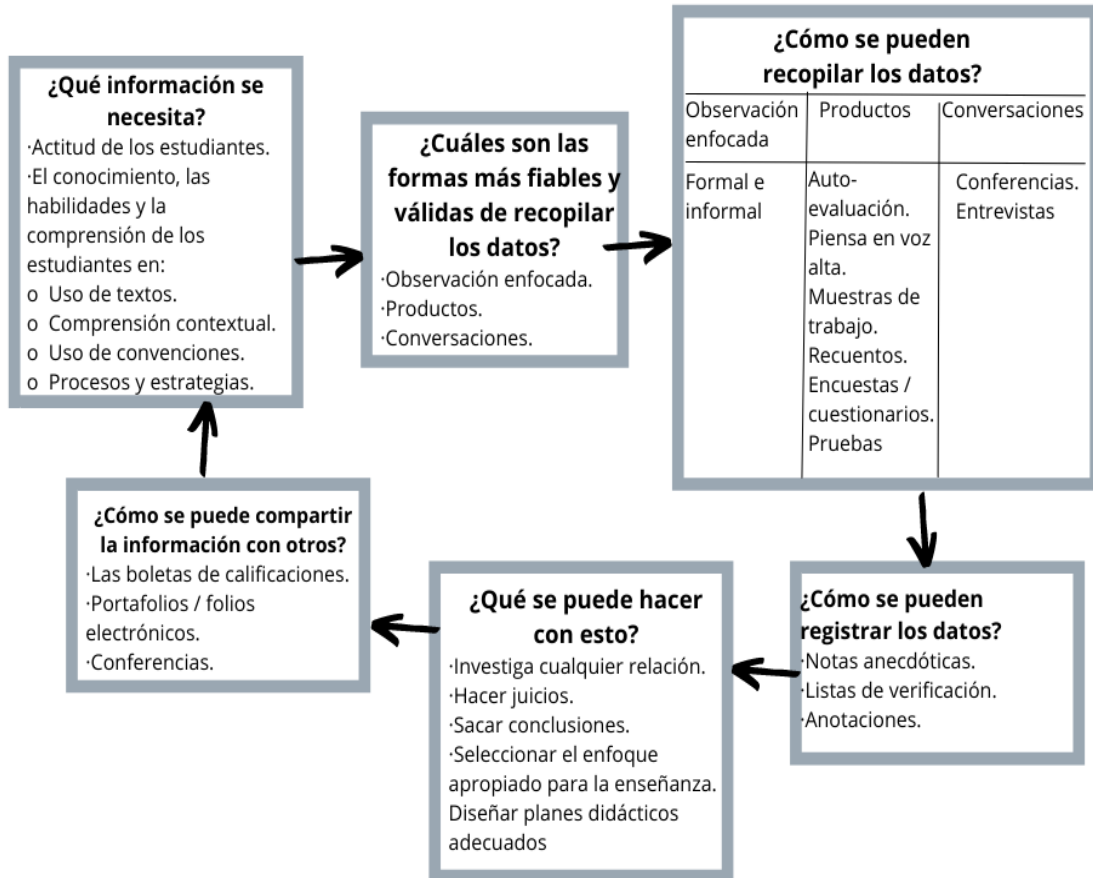 ¿Qué información se
necesita?
·Actitud de los estudiantes.
·El conocimiento, las
habilidades y la
comprensión de los
estudiantes en:
o Uso de textos.
o Comprensión contextual.
o Uso de convenciones.
o Procesos y estrategias.
¿Cuáles son las
formas más fiables y
válidas de recopilar
los datos?
·Observación enfocada.
·Productos.
·Conversaciones.
¿Cómo se pueden
recopilar los datos?
Observación
enfocada
Formal e
informal
Productos
Auto-
evaluación.
Piensa en voz
alta.
Muestras de
trabajo.
Recuentos.
Encuestas /
cuestionarios.
Pruebas
Conversaciones
Conferencias.
Entrevistas
¿Cómo se pueden
registrar los datos?
·Notas anecdóticas.
·Listas de verificación.
·Anotaciones.
¿Qué se puede hacer
con esto?
·Investiga cualquier relación.
·Hacer juicios.
·Sacar conclusiones.
·Seleccionar el enfoque
apropiado para la enseñanza.
Diseñar planes didácticos
adecuados
¿Cómo se puede compartir
la información con otros?
·Las boletas de calificaciones.
·Portafolios / folios
electrónicos.
·Conferencias.